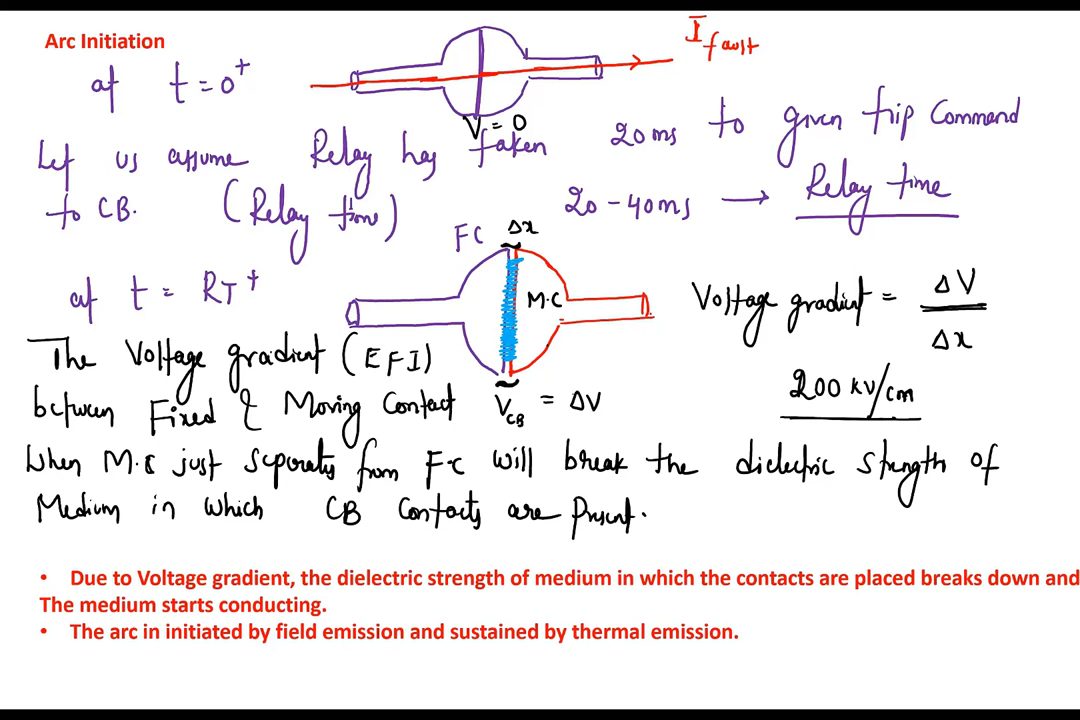 Arc Initiation
I fault
at t = 0+
V = 0
Let us assume Relay has taken 20ms to given trip Command
to CB. (Relay time) 20-40ms → Relay time
FC Δx
at t = RT+
M.C
Voltage gradient = ΔV / Δx
The Voltage gradient (EFI)
200 kV/cm
between Fixed & Moving Contact V_CB = ΔV
When M.C just seperates from F.C will break the dielectric strength of
Medium in which CB Contacts are Present.
• Due to Voltage gradient, the dielectric strength of medium in which the contacts are placed breaks down and
The medium starts conducting.
• The arc in initiated by field emission and sustained by thermal emission.